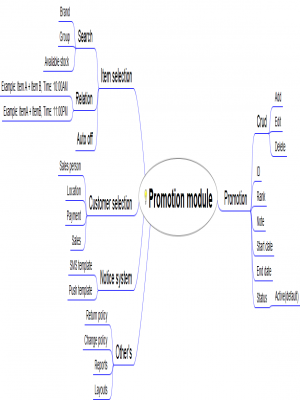 Promotion module
Item selection
Search
Brand
Group
Available stock
Relation
Example: Item A + Item B, Time: 10:00AM
Example: ItemA + ItemB, Time: 11:00PM
Auto off
Customer selection
Sales person
Location
Payment
Sales
Notice system
SMS template
Push template
Other's
Return policy
Change policy
Reports
Layouts
Promotion
Crud
Add
Edit
Delete
ID
Rank
Note
Start date
End date
Status
Active(default)